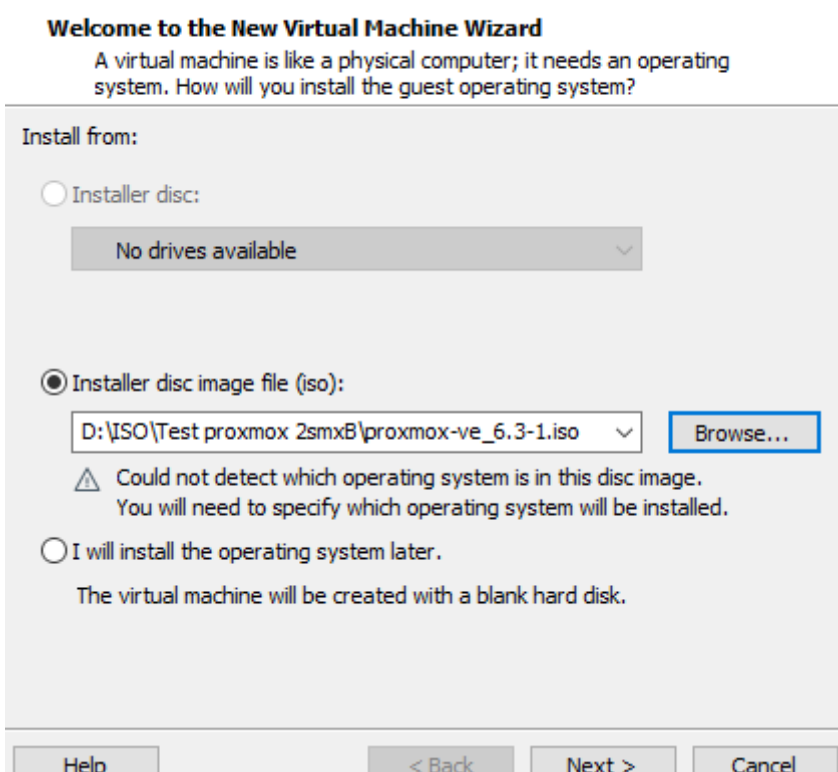 Welcome to the New Virtual Machine Wizard
A virtual machine is like a physical computer; it needs an operating
system. How will you install the guest operating system?
Install from:
Installer disc:
No drives available
Installer disc image file (iso):
D:\ISO\Test proxmox 2smxB\proxmox-ve_6.3-1.iso
Browse...
Could not detect which operating system is in this disc image.
You will need to specify which operating system will be installed.
I will install the operating system later.
The virtual machine will be created with a blank hard disk.
Help
< Back
Next >
Cancel